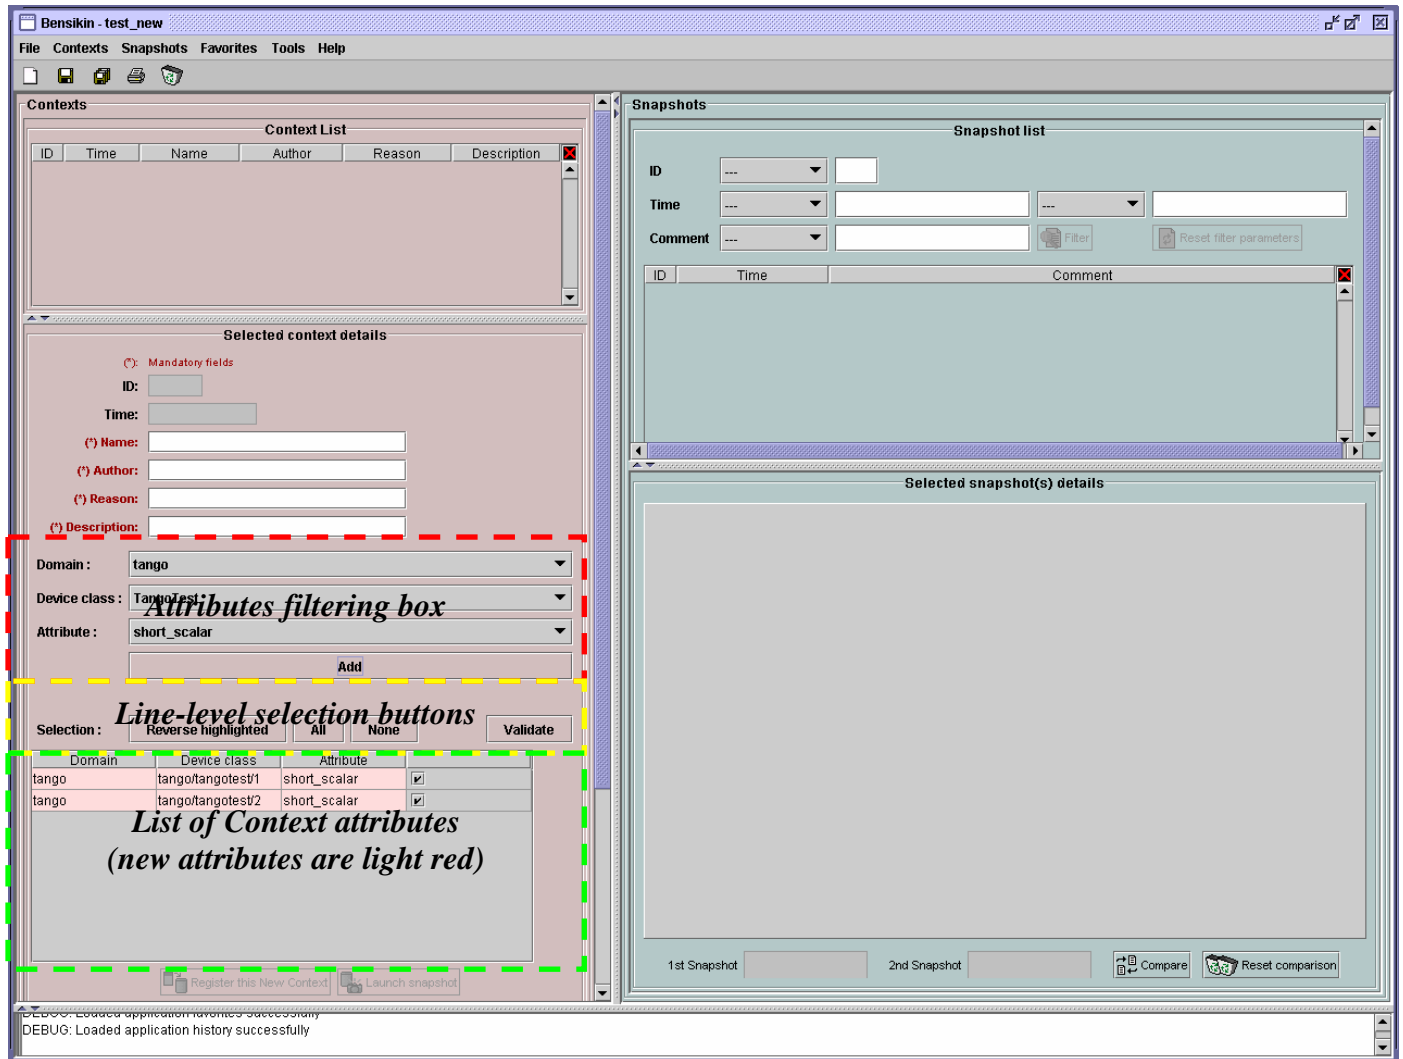 Bensikin - test_new
File Contexts Snapshots Favorites Tools Help
Contexts
Context List
ID Time Name Author Reason Description
Selected context details
(*): Mandatory fields
ID:
Time:
(*) Name:
(*) Author:
(*) Reason:
(*) Description:
Domain : tango
Device class : TangoTest
Attributes filtering box
Attribute : short_scalar
Add
Line-level selection buttons
Selection : Reverse highlighted All None Validate
Domain Device class Attribute
tango tango/tangotest/1 short_scalar
tango tango/tangotest/2 short_scalar
List of Context attributes
(new attributes are light red)
Register this New Context Launch snapshot
Snapshots
Snapshot list
ID ---
Time --- ---
Comment --- Filter Reset filter parameters
ID Time Comment
Selected snapshot(s) details
1st Snapshot 2nd Snapshot Compare Reset comparison
DEBUG: Loaded application favorites successfully
DEBUG: Loaded application history successfully